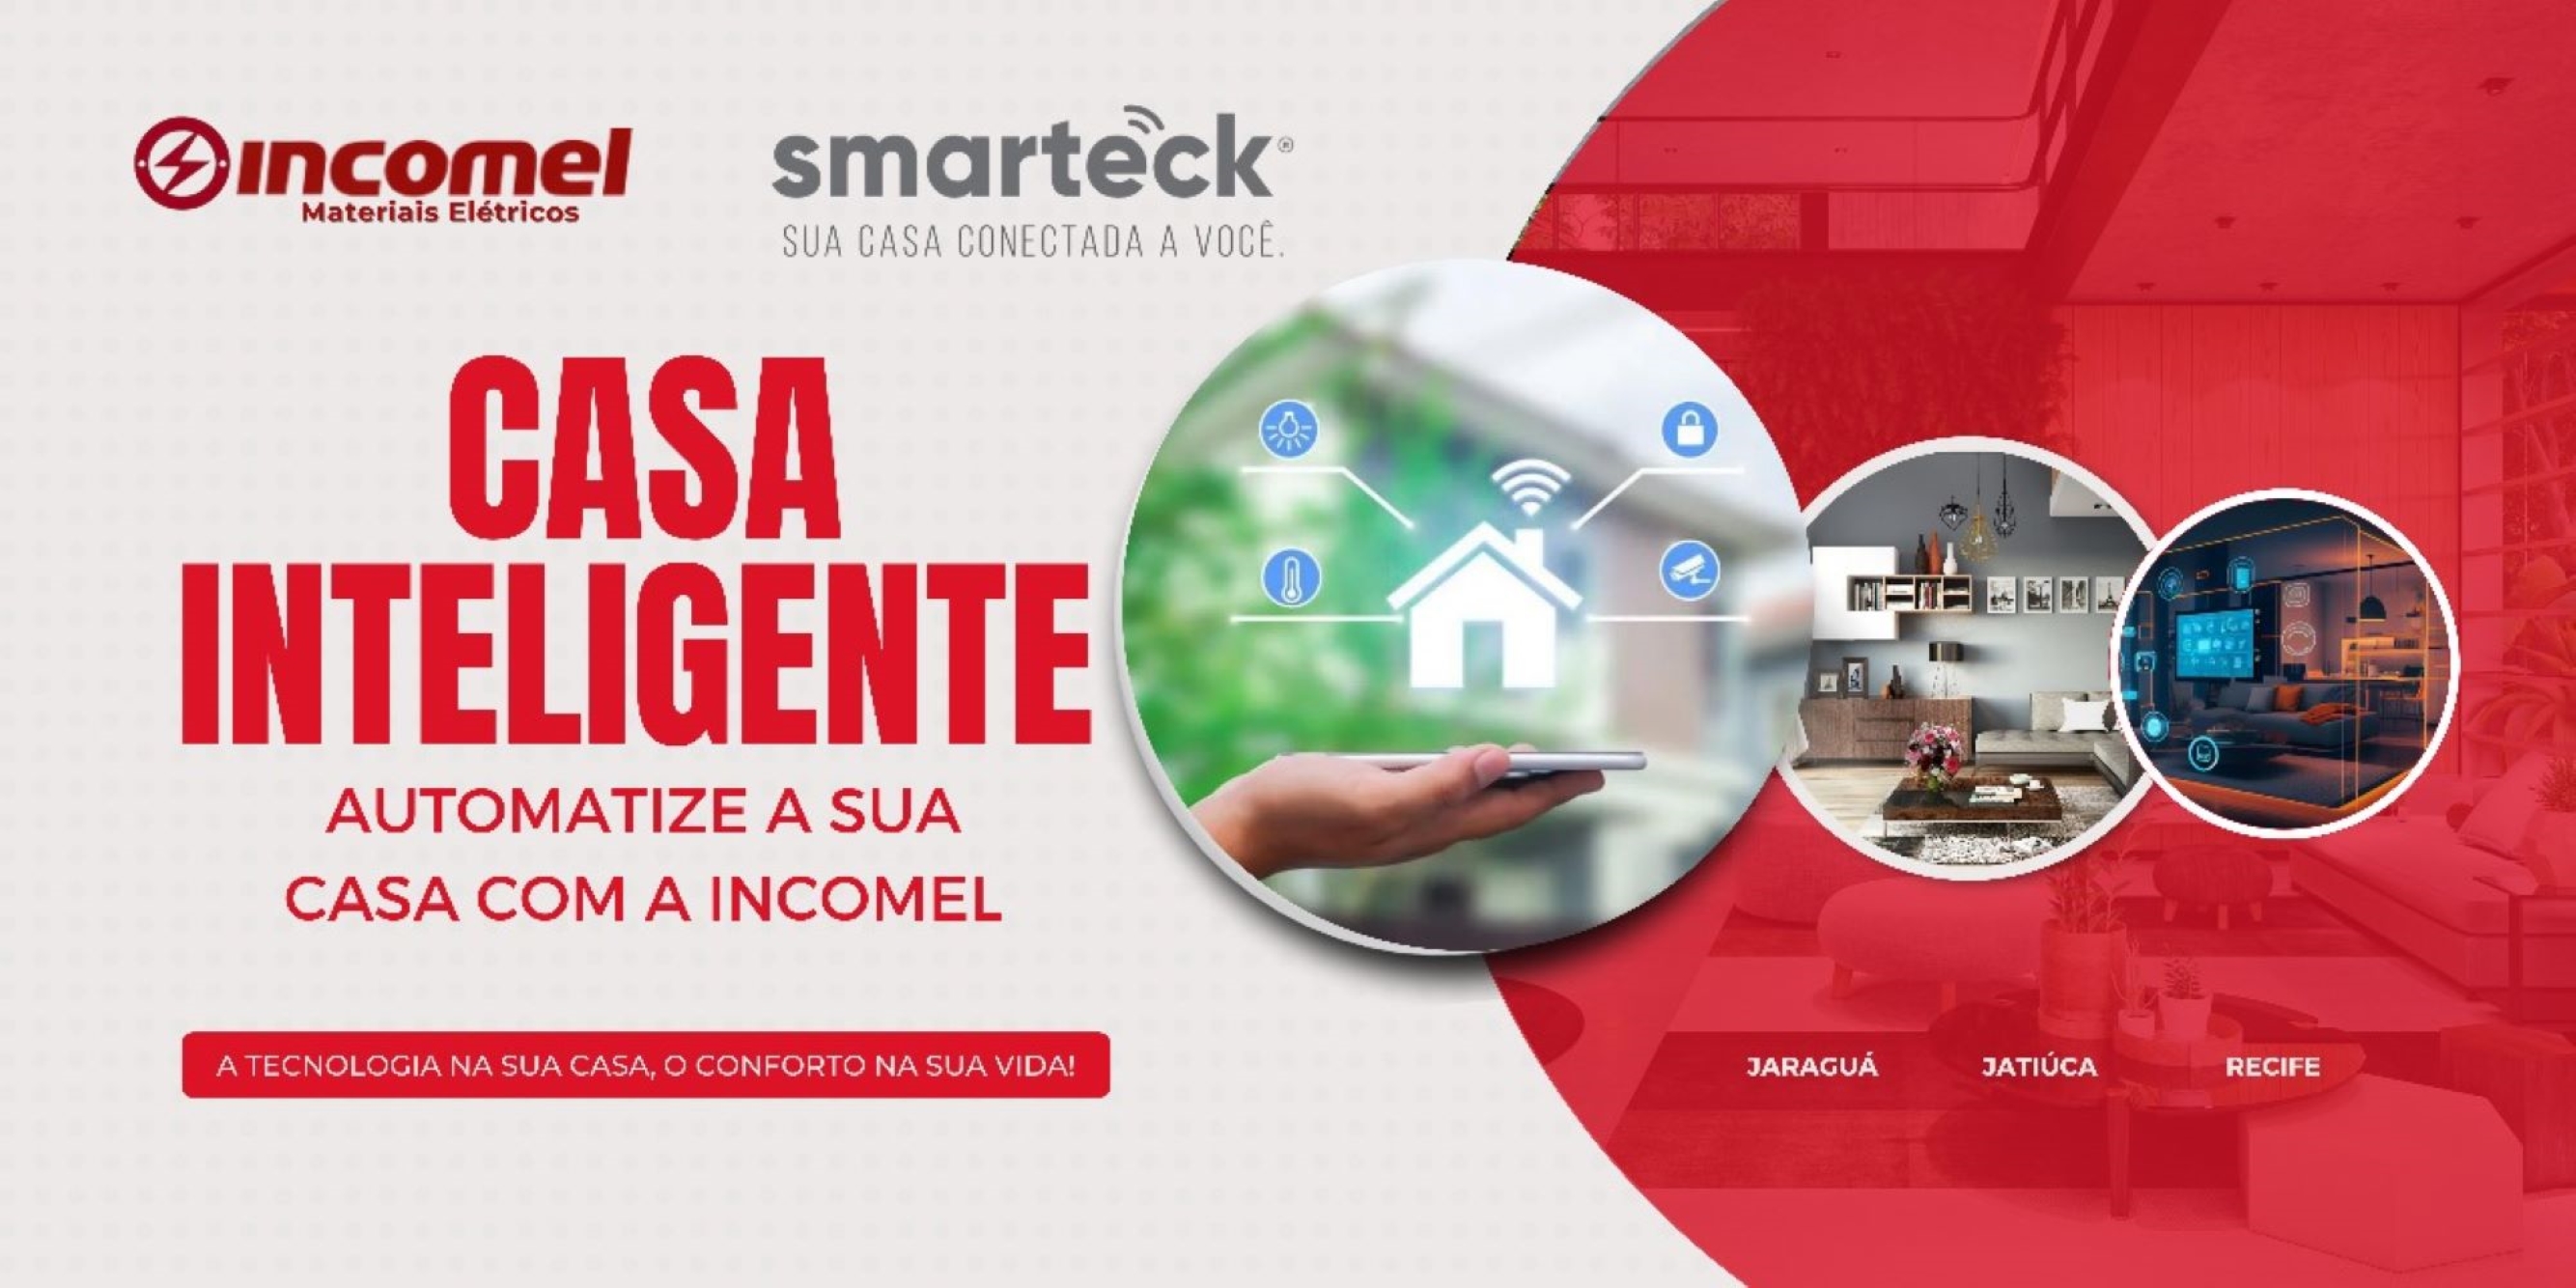 incomel
Materiais Elétricos
smarteck®
SUA CASA CONECTADA A VOCÊ.
CASA
INTELIGENTE
AUTOMATIZE A SUA
CASA COM A INCOMEL
A TECNOLOGIA NA SUA CASA, O CONFORTO NA SUA VIDA!
JARAGUÁ JATIÚCA RECIFE